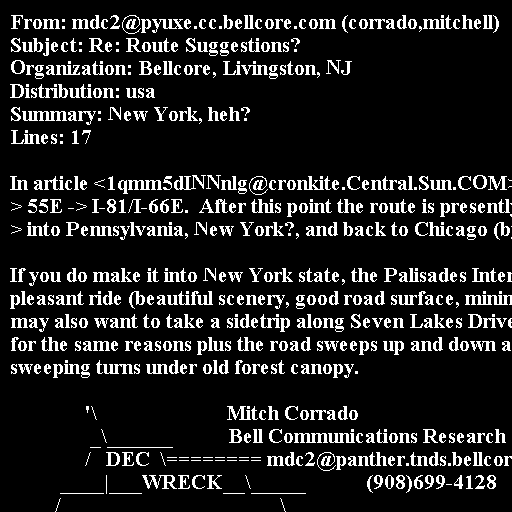 From: mdc2@pyuxe.cc.bellcore.com (corrado,mitchell)
Subject: Re: Route Suggestions?
Organization: Bellcore, Livingston, NJ
Distribution: usa
Summary: New York, heh?
Lines: 17

In article <1qmm5dINNnlg@cronkite.Central.Sun.COM>
> 55E -> I-81/I-66E.  After this point the route is presently
> into Pennsylvania, New York?, and back to Chicago (by

If you do make it into New York state, the Palisades Inter
pleasant ride (beautiful scenery, good road surface, minim
may also want to take a sidetrip along Seven Lakes Drive
for the same reasons plus the road sweeps up and down a
sweeping turns under old forest canopy.

'\                          Mitch Corrado
_\______           Bell Communications Research
/   DEC  \======== mdc2@panther.tnds.bellcor
____|___WRECK__\_____            (908)699-4128
/                                            \